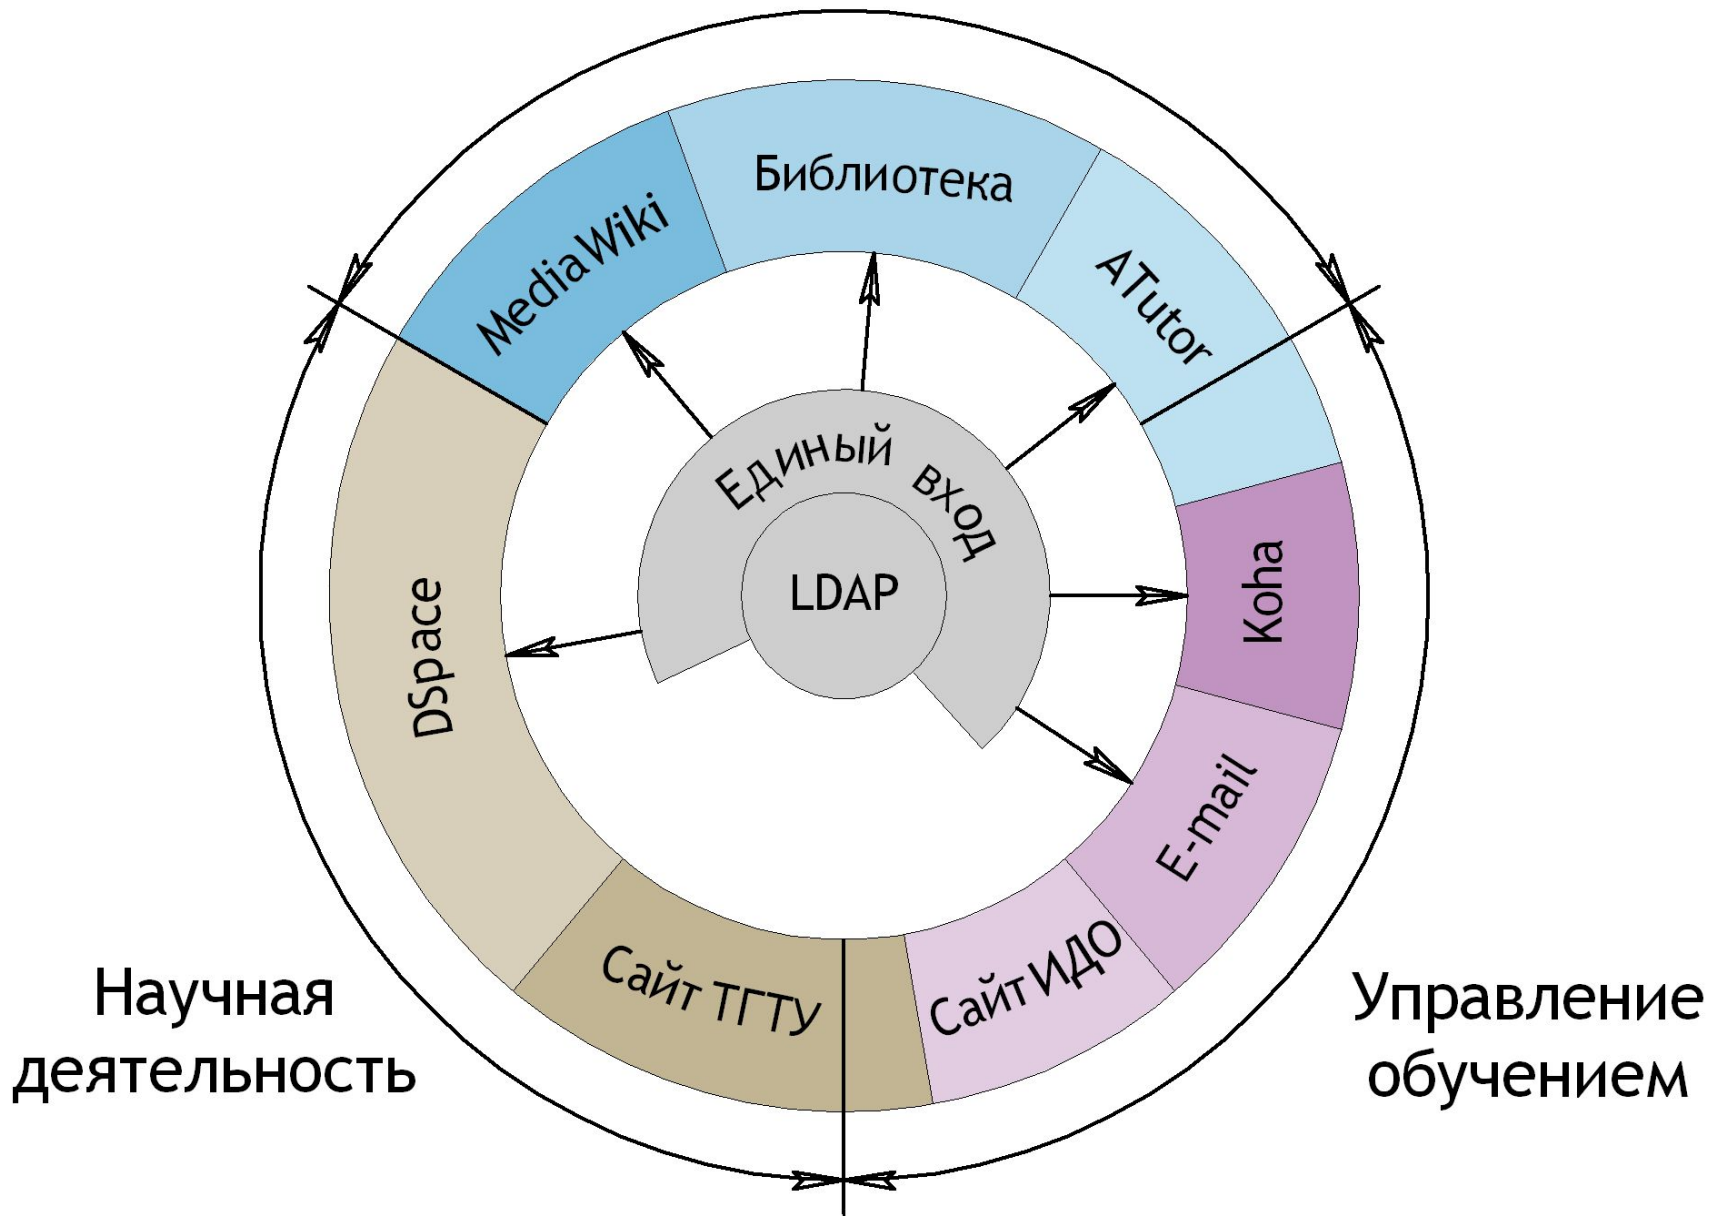 Библиотека
MediaWiki
ATutor
Единый вход
LDAP
Koha
DSpace
E-mail
Сайт ИДО
Сайт ТГТУ
Научная
деятельность
Управление
обучением